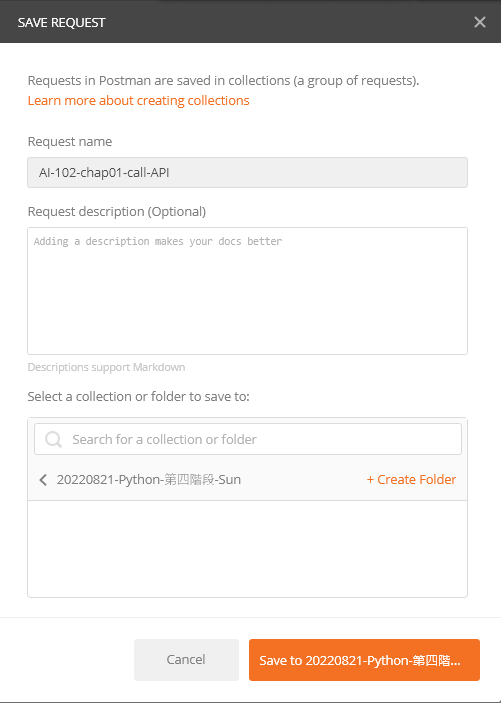 SAVE REQUEST
Requests in Postman are saved in collections (a group of requests).
Learn more about creating collections
Request name
AI-102-chap01-call-API
Request description (Optional)
Adding a description makes your docs better
Descriptions support Markdown
Select a collection or folder to save to:
Search for a collection or folder
20220821-Python-第四階段-Sun
+ Create Folder
Cancel
Save to 20220821-Python-第四階...